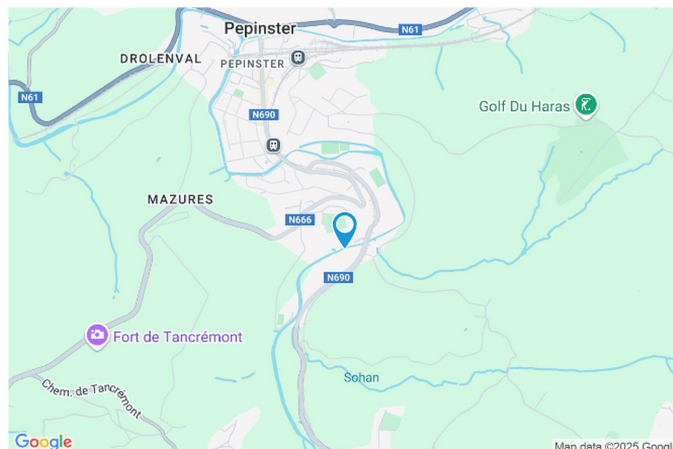 Pepinster
N61
DROLENVAL
PEPINSTER
N61
Golf Du Haras
N690
MAZURES
N666
N690
Fort de Tancrémont
Sohan
Chem. de Tancrémont
Google
Map data ©2025 Google